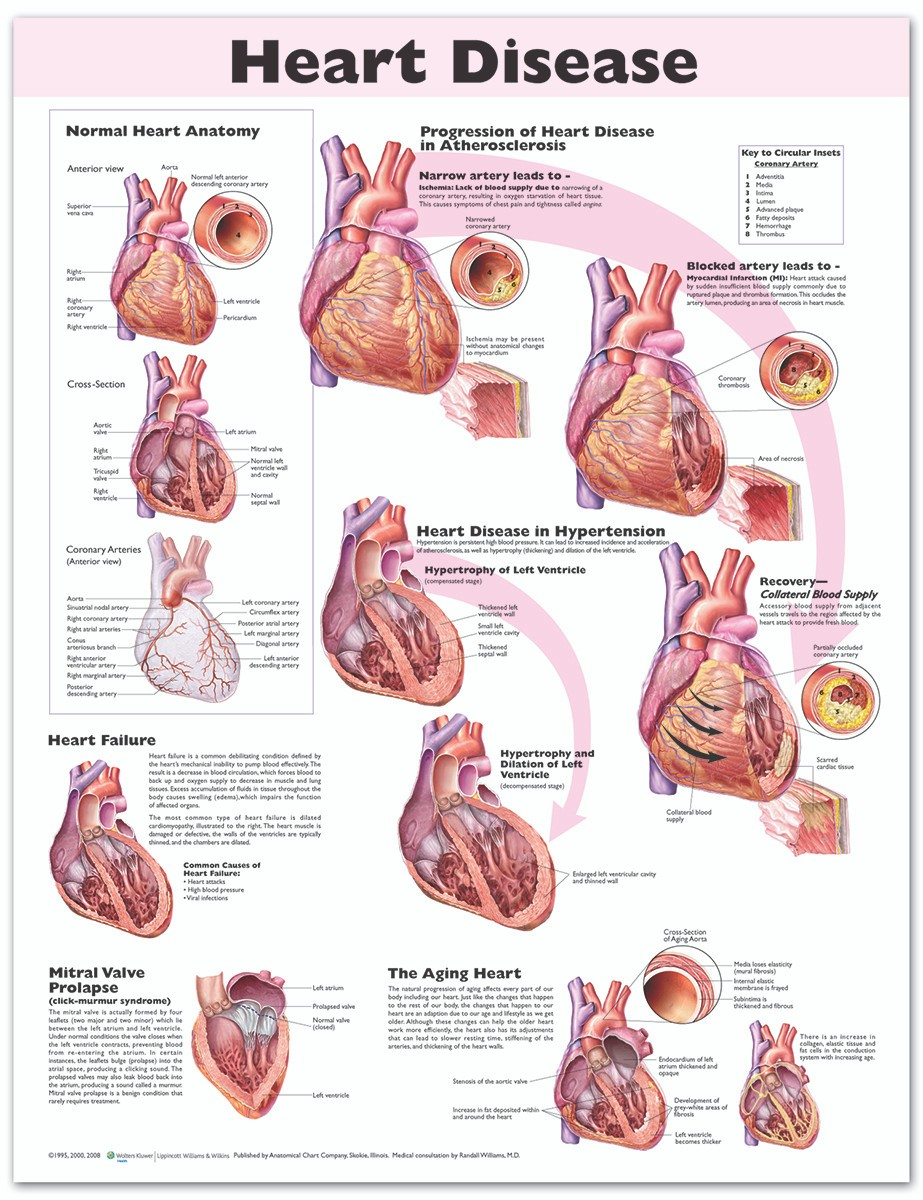 Heart Disease
Normal Heart Anatomy
Anterior view
Aorta
Normal left anterior
descending coronary artery
Superior
vena cava
1 2 3
4
Right
atrium
Right
coronary
artery
Right ventricle
Left ventricle
Pericardium
Cross-Section
Aortic
valve
Right
atrium
Tricuspid
valve
Right
ventricle
Left atrium
Mitral valve
Normal left
ventricle wall
and cavity
Normal
septal wall
Coronary Arteries
(Anterior view)
Aorta
Sinuatrial nodal artery
Right coronary artery
Right atrial arteries
Conus
arteriosus branch
Right anterior
ventricular artery
Right marginal artery
Posterior
descending artery
Left coronary artery
Circumflex artery
Posterior atrial artery
Left marginal artery
Diagonal artery
Left anterior
descending artery
Progression of Heart Disease
in Atherosclerosis
Narrow artery leads to -
Ischemia: Lack of blood supply due to narrowing of a
coronary artery, resulting in oxygen starvation of heart tissue.
This causes symptoms of chest pain and tightness called angina
Narrowed
coronary artery
1 2 3
4
5 6
Ischemia may be present
without anatomical changes
to myocardium
Key to Circular Insets
Coronary Artery
1 Adventitia
2 Media
3 Intima
4 Lumen
5 Advanced plaque
6 Fatty deposits
7 Hemorrhage
8 Thrombus
Blocked artery leads to -
Myocardial Infarction (MI): Heart attack caused
by sudden insufficient blood supply commonly due to
ruptured plaque and thrombus formation. This occludes the
artery lumen, producing an area of necrosis in heart muscle.
Coronary
thrombosis
8
5
6
Area of necrosis
Recovery—
Collateral Blood Supply
Accessory blood supply from adjacent
vessels travels to the region affected by the
heart attack to provide fresh blood.
Partially occluded
coronary artery
Scarred
cardiac tissue
Collateral blood
supply
Heart Disease in Hypertension
Hypertension is persistent high blood pressure. It can lead to increased incidence and acceleration
of atherosclerosis, as well as hypertrophy (thickening) and dilation of the left ventricle.
Hypertrophy of Left Ventricle
(compensated stage)
Thickened left
ventricle wall
Small left
ventricle cavity
Thickened
septal wall
Hypertrophy and
Dilation of Left
Ventricle
(decompensated stage)
Enlarged left ventricular cavity
and thinned wall
Heart Failure
Heart failure is a common debilitating condition defined by
the heart's mechanical inability to pump blood effectively. The
result is a decrease in blood circulation, which forces blood to
back up and oxygen supply to decrease in muscle and lung
tissues. Excess accumulation of fluids in tissue throughout the
body causes swelling (edema), which impairs the function
of affected organs.
The most common type of heart failure is dilated
cardiomyopathy, illustrated to the right. The heart muscle is
damaged or defective, the walls of the ventricles are typically
thinned, and the chambers are dilated.
Common Causes of
Heart Failure:
• Heart attacks
• High blood pressure
• Viral infections
Mitral Valve
Prolapse
(click-murmur syndrome)
The mitral valve is actually formed by four
leaflets (two major and two minor) which lie
between the left atrium and left ventricle.
Under normal conditions the valve closes when
the left ventricle contracts, preventing blood
from re-entering the atrium. In certain
instances, the leaflets bulge (prolapse) into the
atrial space, producing a clicking sound. The
prolapsed valves may also leak blood back into
the atrium, producing a sound called a murmur.
Mitral valve prolapse is a benign condition that
rarely requires treatment.
Left atrium
Prolapsed valve
Normal valve
(closed)
Left ventricle
The Aging Heart
The natural progression of aging affects every part of our
body including our heart. Just like the changes that happen
to the rest of our body, the changes that happen to our
heart are an adaption due to our age and lifestyle as we get
older. Although these changes can help the older heart
work more efficiently, the heart also has its adjustments
that can lead to slower resting time, stiffening of the
arteries, and thickening of the heart walls.
Cross-Section
of Aging Aorta
Media loses elasticity
(mural fibrosis)
Internal elastic
membrane is frayed
Subintima is
thickened and fibrous
Stenosis of the aortic valve
Increase in fat deposited within
and around the heart
Endocardium of left
atrium thickened and
opaque
Development of
grey-white areas of
fibrosis
Left ventricle
becomes thicker
There is an increase in
collagen, elastic tissue and
fat cells in the conduction
system with increasing age.
©1995, 2000, 2008 Wolters Kluwer Health | Lippincott Williams & Wilkins Published by Anatomical Chart Company, Skokie, Illinois. Medical consultation by Randall Williams, M.D.